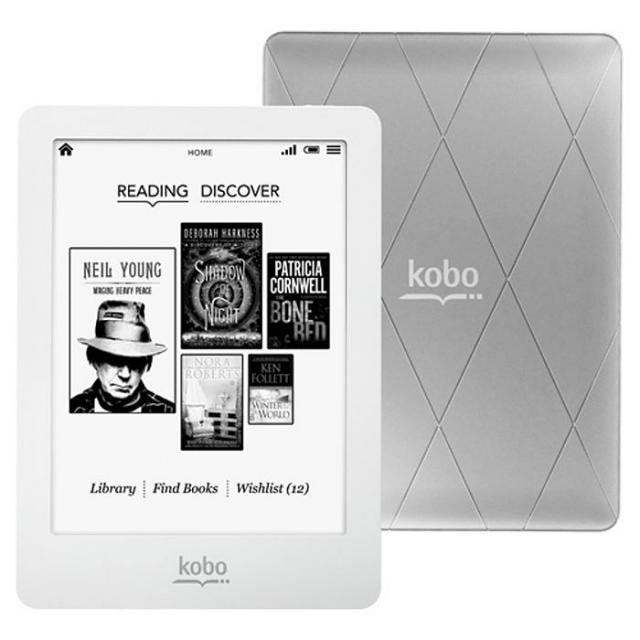 HOME
READING DISCOVER
NEIL YOUNG
WAGING HEAVY PEACE
DEBORAH HARKNESS
SHADOW
OF
NIGHT
PATRICIA
CORNWELL
THE
BONE
BED
NORA
ROBERTS
KEN
FOLLETT
WINTER
OF THE
WORLD
Library Find Books Wishlist (12)
kobo
kobo